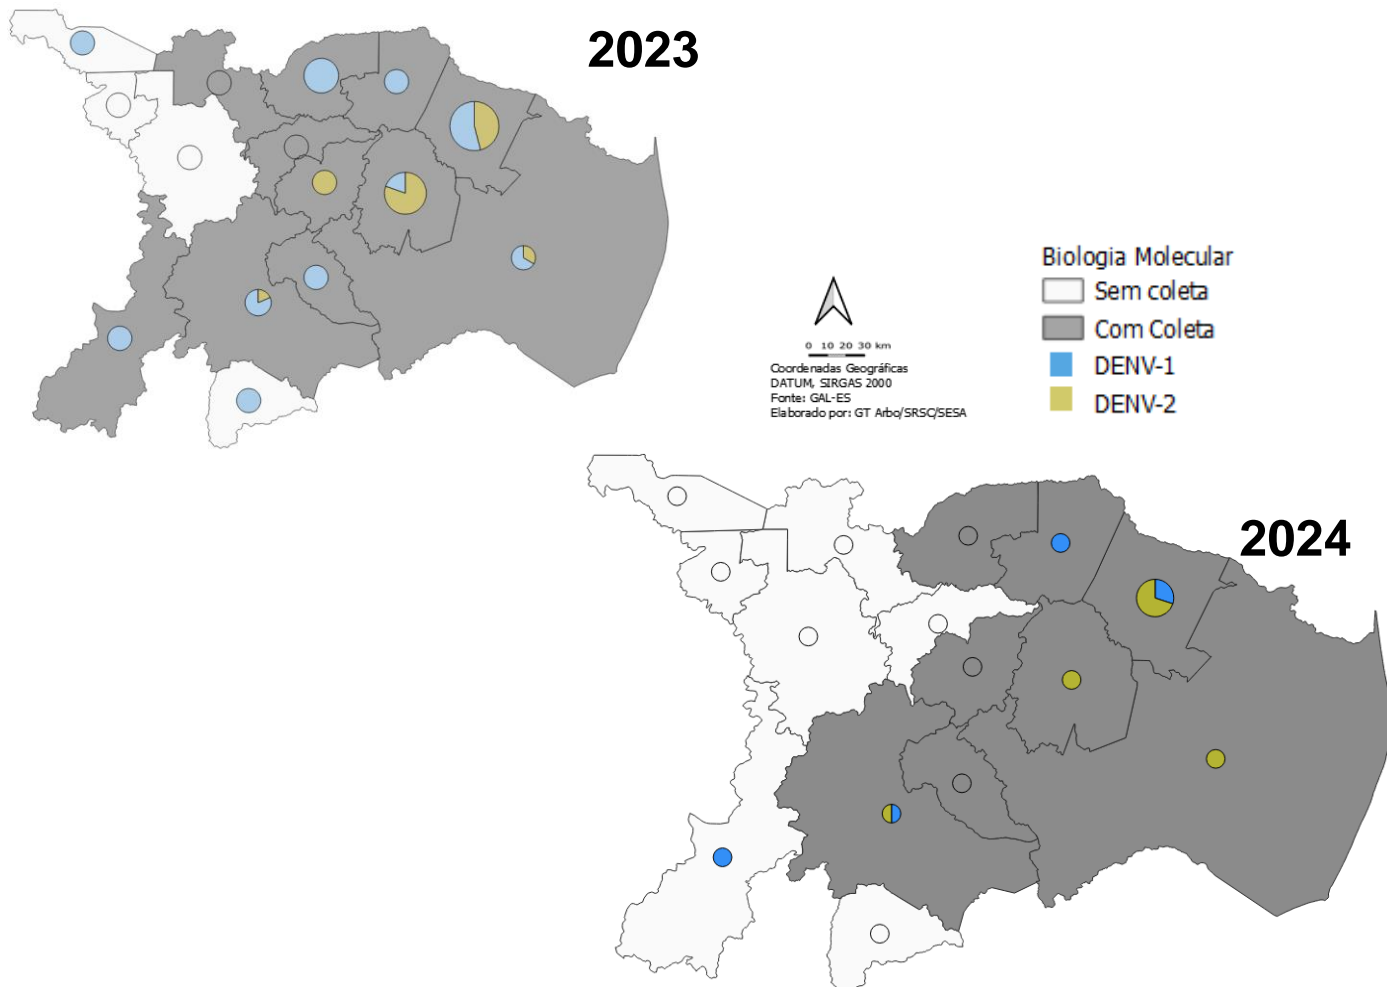 2023
Biologia Molecular
Sem coleta
Com Coleta
DENV-1
DENV-2
0 10 20 30 km
Coordenadas Geográficas
DATUM, SIRGAS 2000
Fonte: GAL-ES
Elaborado por: GT Arbo/SRSC/SESA
2024